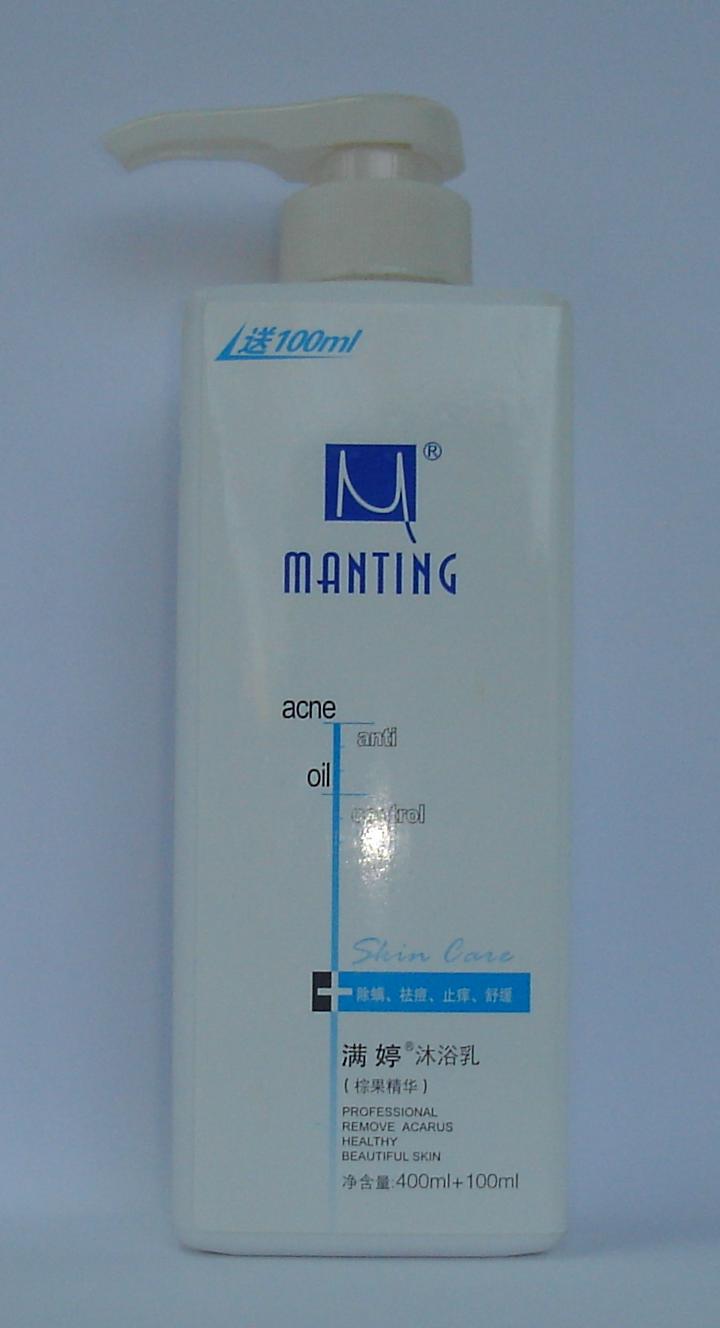 送100ml
®
MANTING
acne
anti
oil
control
Skin Care
除螨、祛痘、止痒、舒缓
满婷®沐浴乳
(棕果精华)
PROFESSIONAL
REMOVE ACARUS
HEALTHY
BEAUTIFUL SKIN
净含量:400ml+100ml